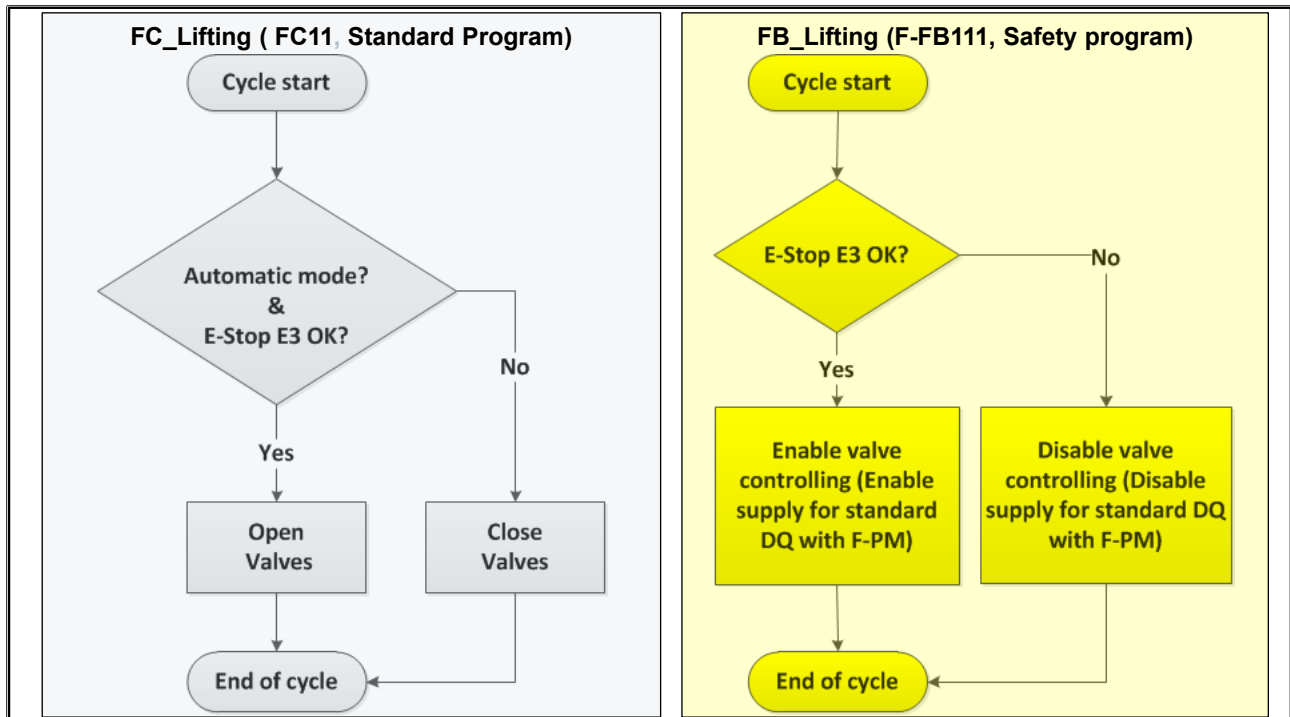 FC_Lifting ( FC11, Standard Program)
Cycle start
Automatic mode?
&
E-Stop E3 OK?
No
Yes
Open
Valves
Close
Valves
End of cycle
FB_Lifting (F-FB111, Safety program)
Cycle start
E-Stop E3 OK?
No
Yes
Enable valve
controlling (Enable
supply for standard
DQ with F-PM)
Disable valve
controlling (Disable
supply for standard DQ
with F-PM)
End of cycle